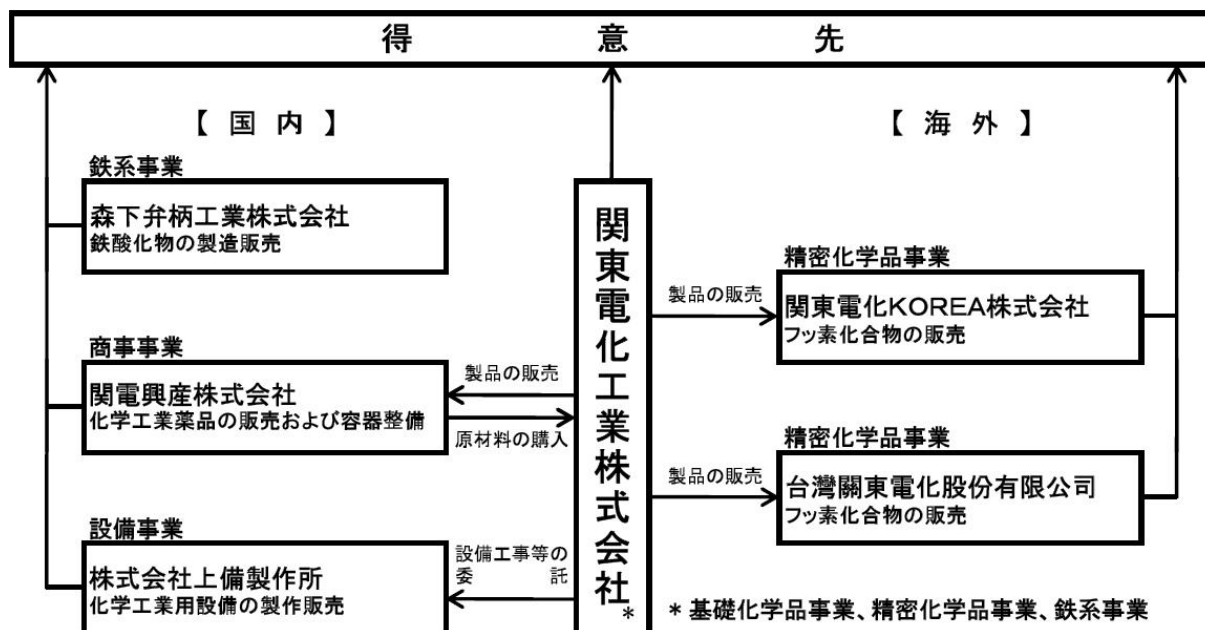 得意先
【国内】
【海外】
鉄系事業
森下弁柄工業株式会社
鉄酸化物の製造販売
商事事業
関電興産株式会社
化学工業薬品の販売および容器整備
設備事業
株式会社上備製作所
化学工業用設備の製作販売
製品の販売
原材料の購入
設備工事等の
委託
関東電化工業株式会社*
製品の販売
製品の販売
精密化学品事業
関東電化KOREA株式会社
フッ素化合物の販売
精密化学品事業
台灣關東電化股份有限公司
フッ素化合物の販売
*基礎化学品事業、精密化学品事業、鉄系事業